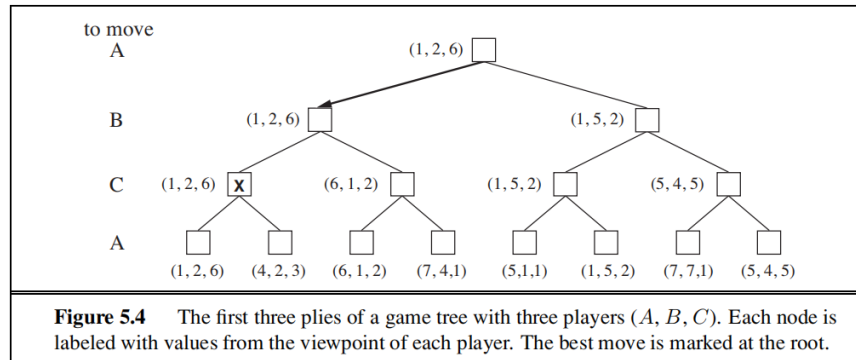 to move
A (1, 2, 6)
B (1, 2, 6) (1, 5, 2)
C (1, 2, 6) X (6, 1, 2) (1, 5, 2) (5, 4, 5)
A
(1, 2, 6) (4, 2, 3) (6, 1, 2) (7, 4, 1) (5,1,1) (1, 5, 2) (7, 7,1) (5, 4, 5)
Figure 5.4 The first three plies of a game tree with three players (A, B, C). Each node is
labeled with values from the viewpoint of each player. The best move is marked at the root.